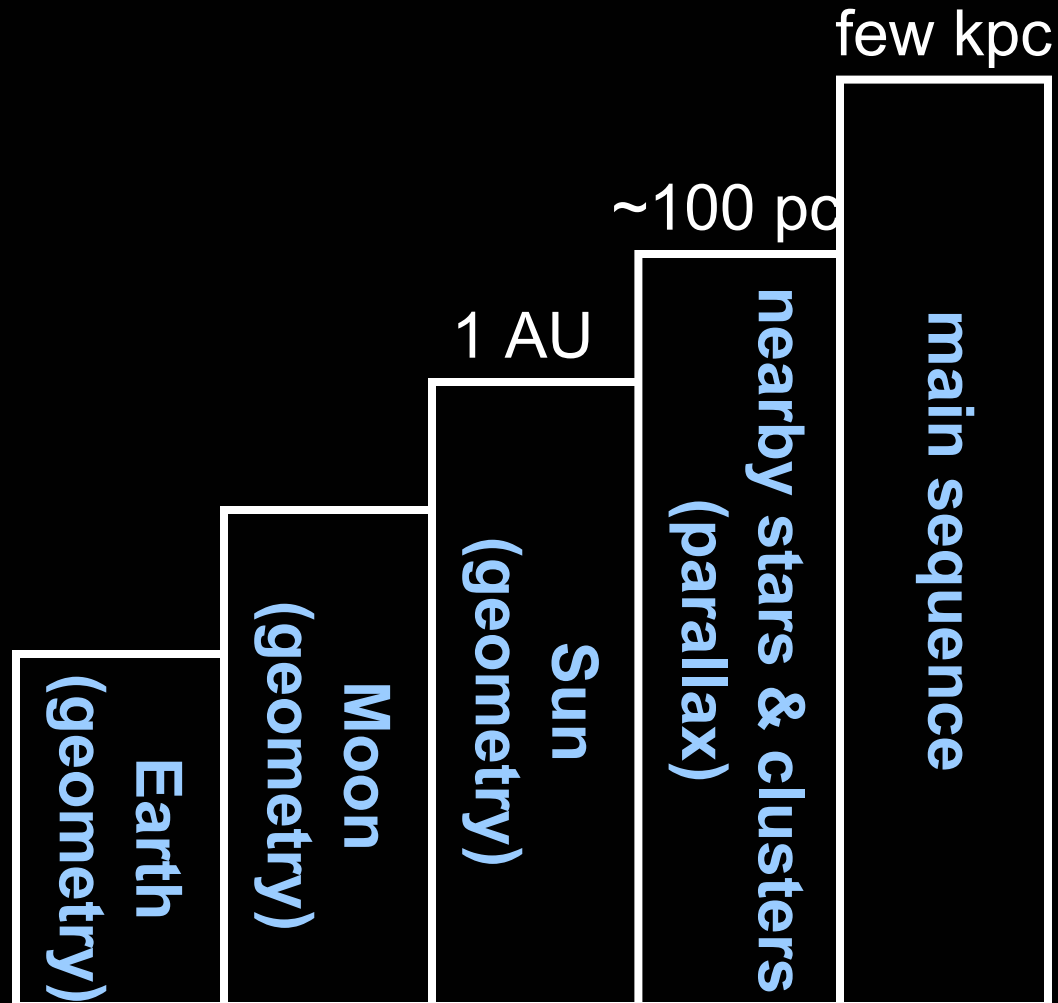 few kpc
~100 pc
1 AU
Earth
(geometry)
Moon
(geometry)
Sun
(geometry)
nearby stars & clusters
(parallax)
main sequence